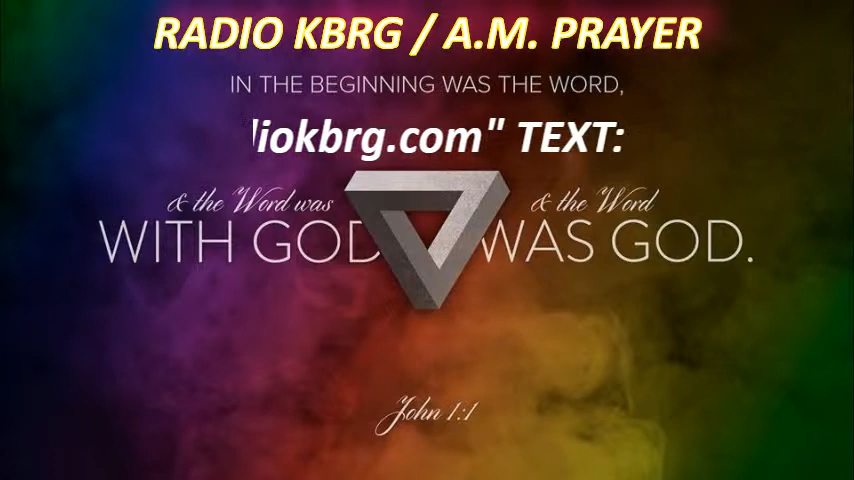 RADIO KBRG / A.M. PRAYER
IN THE BEGINNING WAS THE WORD,
iokbrg.com" TEXT:
& the Word was & the Word
WITH GOD WAS GOD.
John 1:1